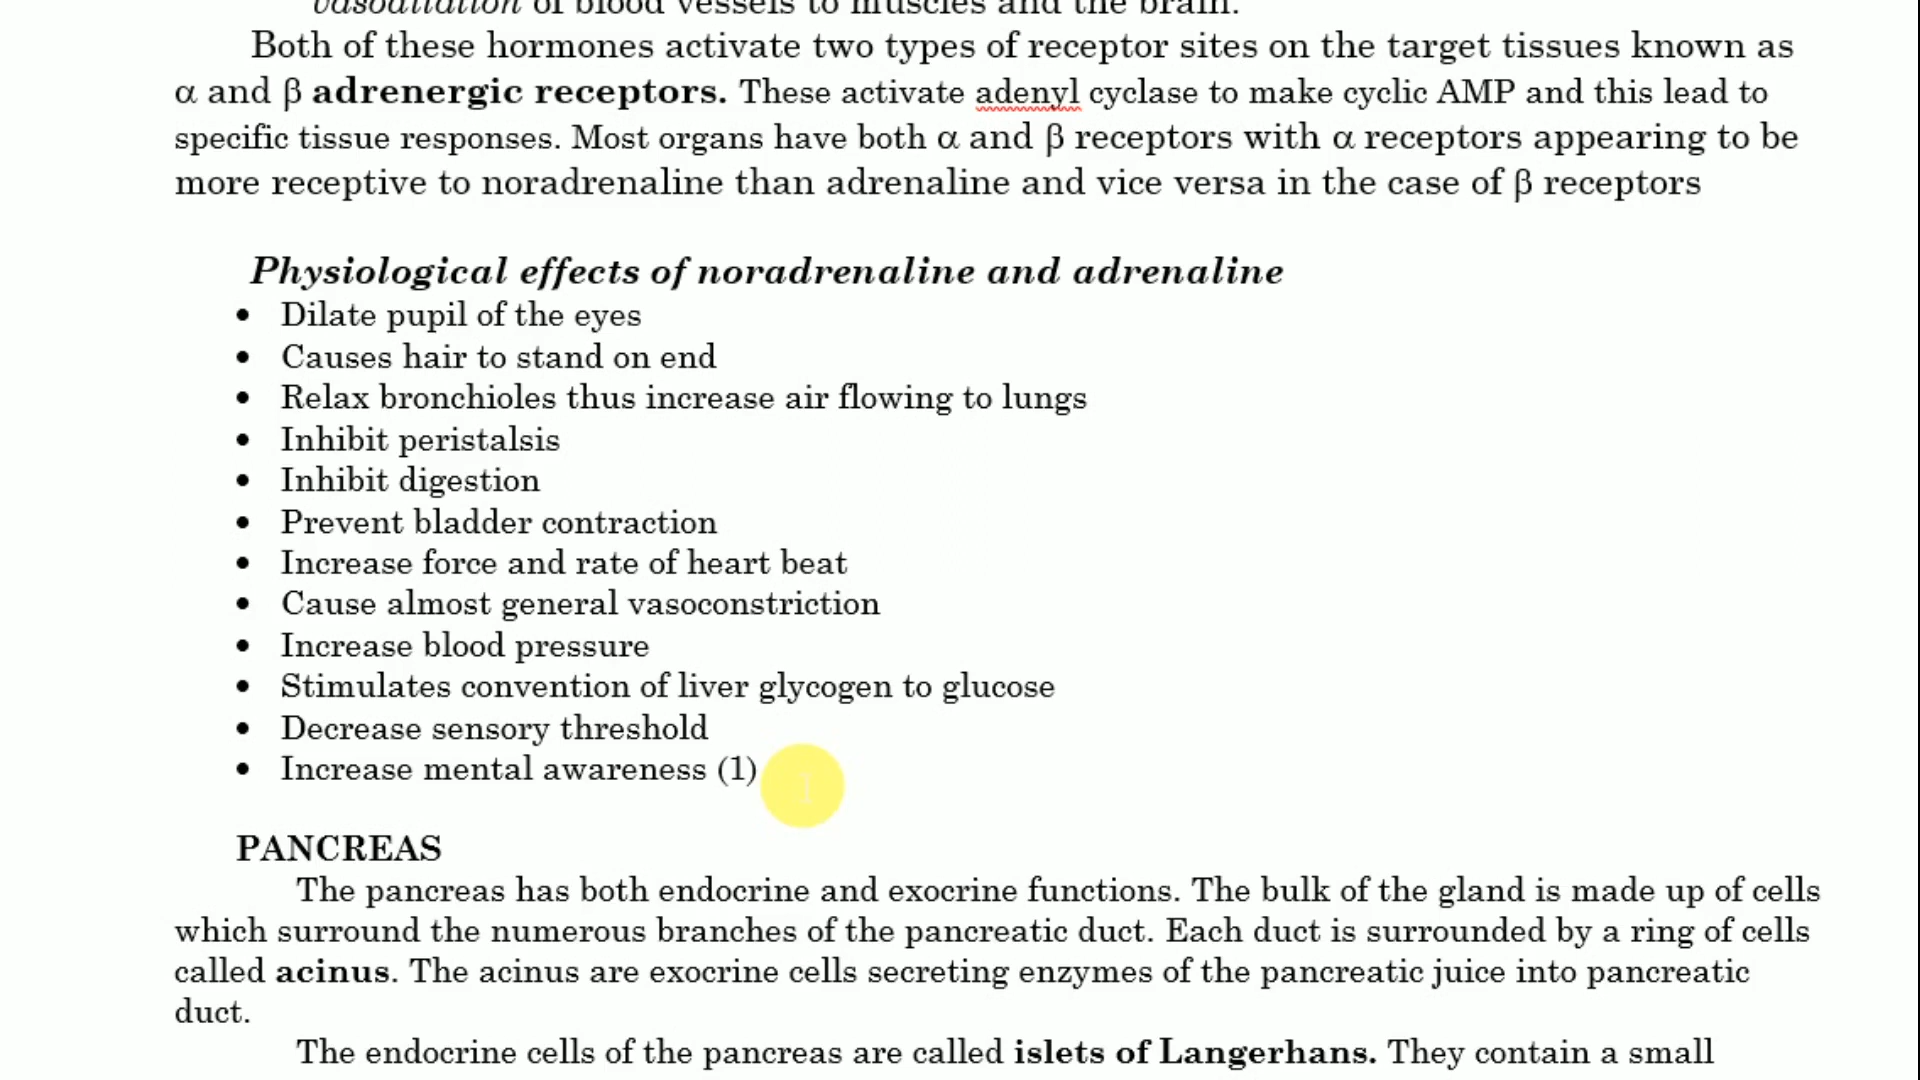 vasodilation of blood vessels to muscles and the brain.
Both of these hormones activate two types of receptor sites on the target tissues known as
α and β adrenergic receptors. These activate adenyl cyclase to make cyclic AMP and this lead to
specific tissue responses. Most organs have both α and β receptors with α receptors appearing to be
more receptive to noradrenaline than adrenaline and vice versa in the case of β receptors
Physiological effects of noradrenaline and adrenaline
• Dilate pupil of the eyes
• Causes hair to stand on end
• Relax bronchioles thus increase air flowing to lungs
• Inhibit peristalsis
• Inhibit digestion
• Prevent bladder contraction
• Increase force and rate of heart beat
• Cause almost general vasoconstriction
• Increase blood pressure
• Stimulates convention of liver glycogen to glucose
• Decrease sensory threshold
• Increase mental awareness (1)
PANCREAS
The pancreas has both endocrine and exocrine functions. The bulk of the gland is made up of cells
which surround the numerous branches of the pancreatic duct. Each duct is surrounded by a ring of cells
called acinus. The acinus are exocrine cells secreting enzymes of the pancreatic juice into pancreatic
duct.
The endocrine cells of the pancreas are called islets of Langerhans. They contain a small